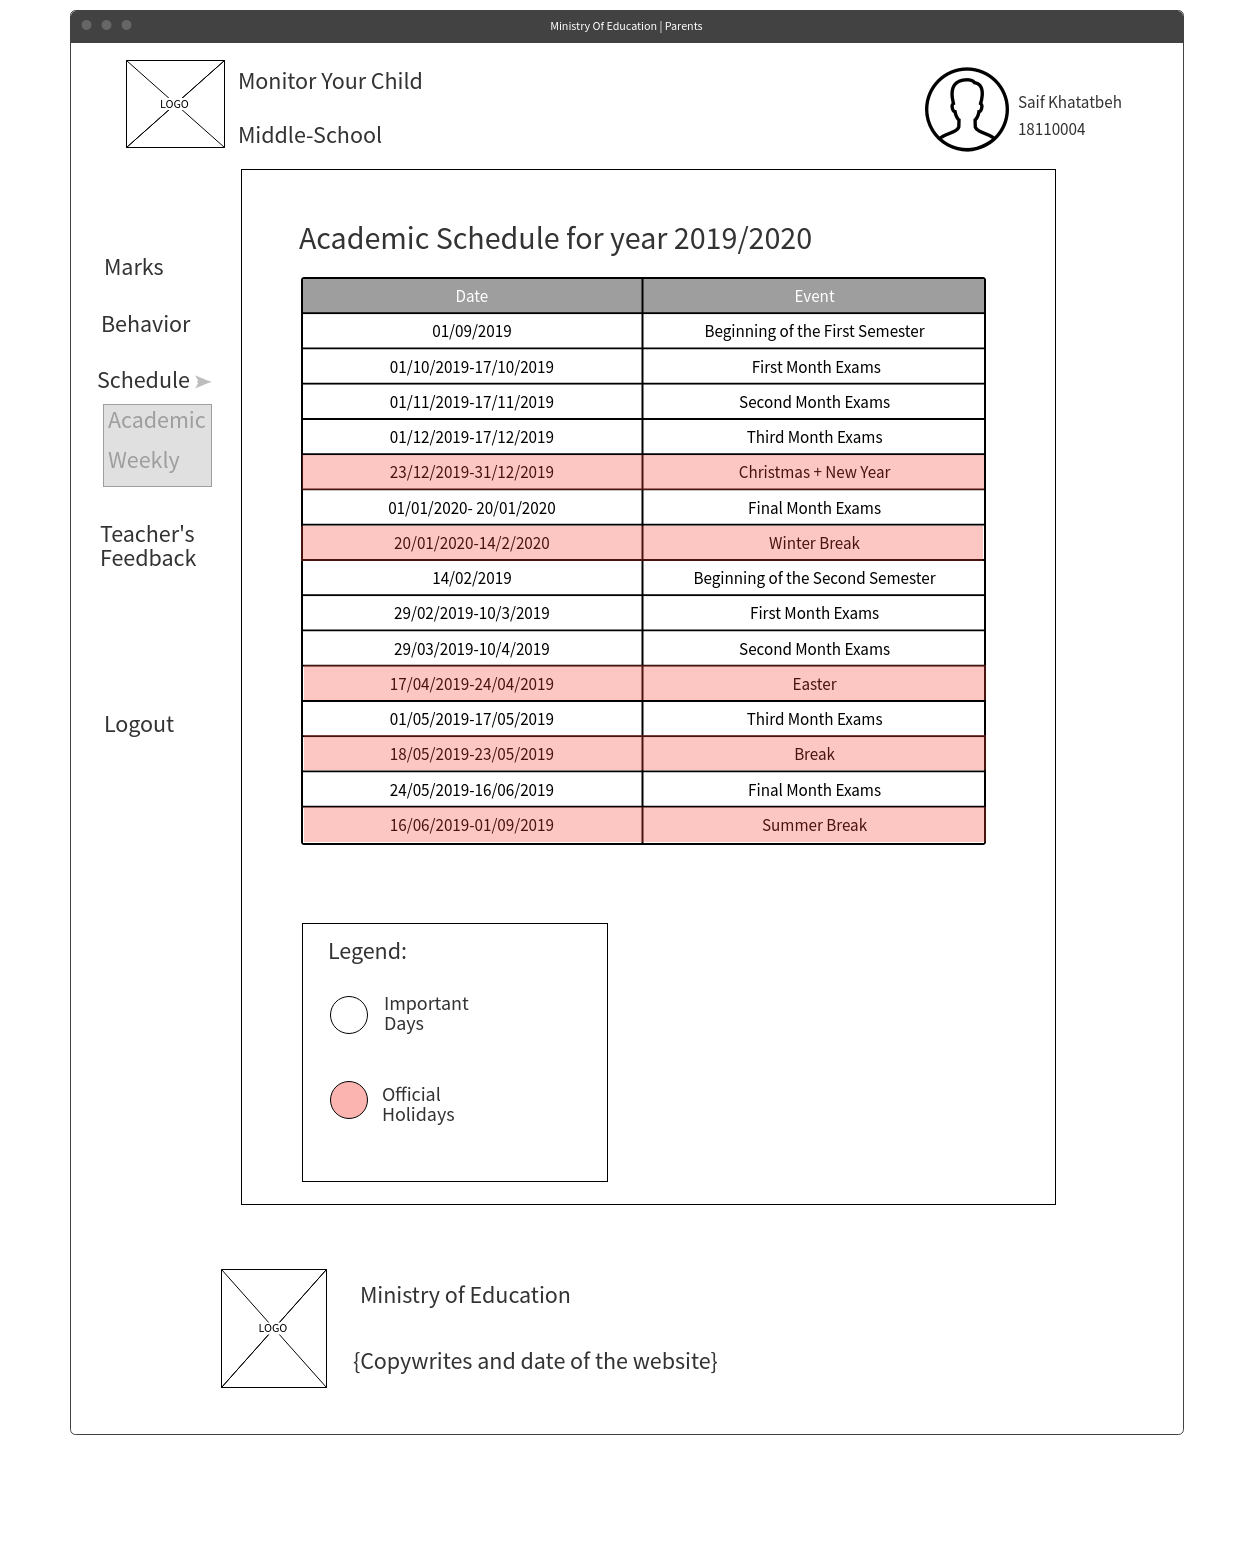 Ministry Of Education | Parents
LOGO
Monitor Your Child
Middle-School
Saif Khatatbeh
18110004
Marks
Behavior
Schedule
Academic
Weekly
Teacher's
Feedback
Logout
Academic Schedule for year 2019/2020
Date Event
01/09/2019 Beginning of the First Semester
01/10/2019-17/10/2019 First Month Exams
01/11/2019-17/11/2019 Second Month Exams
01/12/2019-17/12/2019 Third Month Exams
23/12/2019-31/12/2019 Christmas + New Year
01/01/2020- 20/01/2020 Final Month Exams
20/01/2020-14/2/2020 Winter Break
14/02/2019 Beginning of the Second Semester
29/02/2019-10/3/2019 First Month Exams
29/03/2019-10/4/2019 Second Month Exams
17/04/2019-24/04/2019 Easter
01/05/2019-17/05/2019 Third Month Exams
18/05/2019-23/05/2019 Break
24/05/2019-16/06/2019 Final Month Exams
16/06/2019-01/09/2019 Summer Break
Legend:
Important
Days
Official
Holidays
LOGO
Ministry of Education
{Copywrites and date of the website}